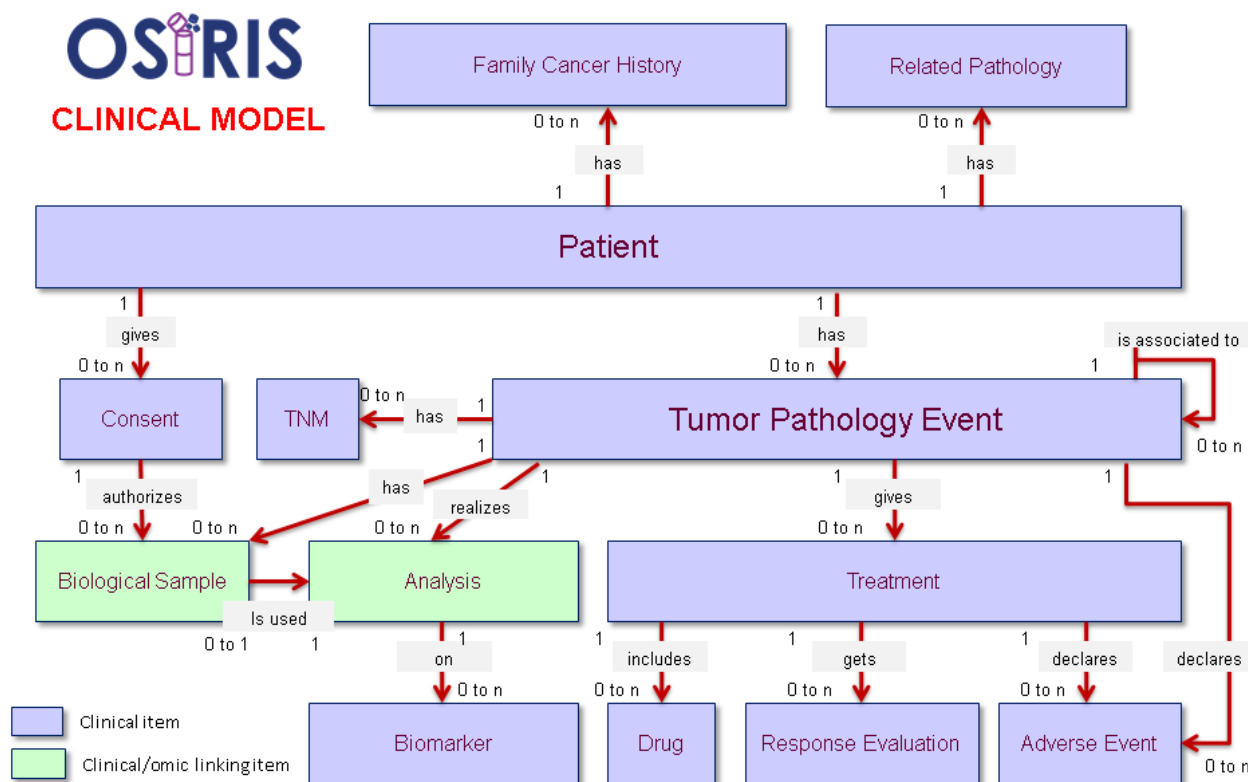 OSIRIS
CLINICAL MODEL
Family Cancer History
Related Pathology
0 to n
0 to n
has
has
1
1
Patient
1
1
gives
has
is associated to
0 to n
0 to n
1
Consent
TNM
0 to n
has
1
Tumor Pathology Event
0 to n
1
1
1
1
1
authorizes
has
realizes
gives
0 to n
0 to n
0 to n
0 to n
Biological Sample
Analysis
Treatment
Is used
0 to 1
1
1
1
1
1
on
includes
gets
declares
declares
0 to n
0 to n
0 to n
0 to n
Clinical item
Biomarker
Drug
Response Evaluation
Adverse Event
Clinical/omic linking item
0 to n